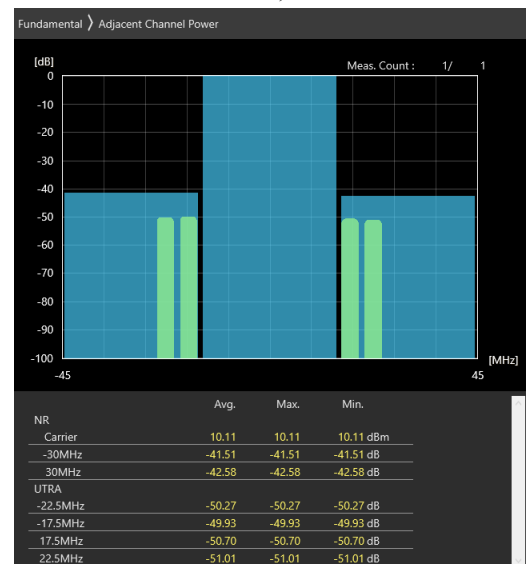 Fundamental 〉 Adjacent Channel Power
[dB]
Meas. Count : 1/ 1
0
-10
-20
-30
-40
-50
-60
-70
-80
-90
-100
[MHz]
-45 45
Avg. Max. Min.
NR
Carrier 10.11 10.11 10.11 dBm
-30MHz -41.51 -41.51 -41.51 dB
30MHz -42.58 -42.58 -42.58 dB
UTRA
-22.5MHz -50.27 -50.27 -50.27 dB
-17.5MHz -49.93 -49.93 -49.93 dB
17.5MHz -50.70 -50.70 -50.70 dB
22.5MHz -51.01 -51.01 -51.01 dB